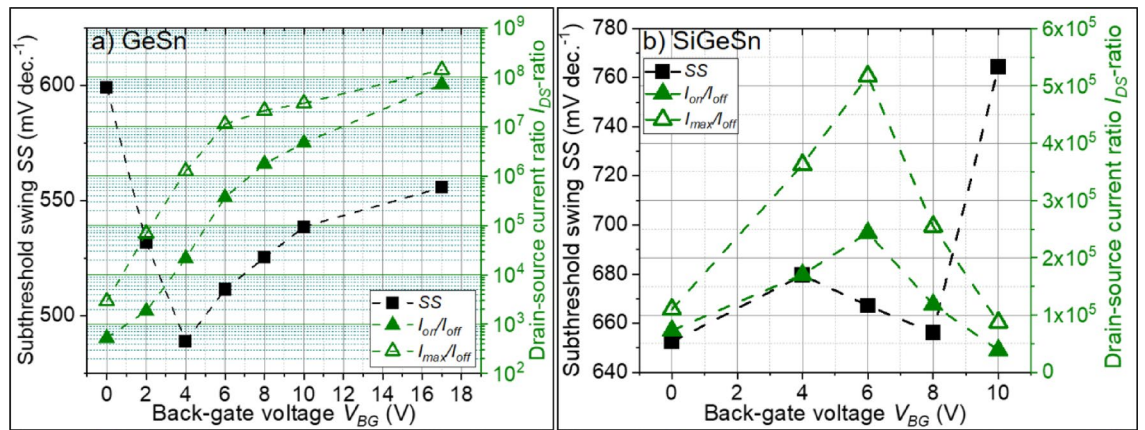 a) GeSn
Subthreshold swing SS (mV dec.⁻¹)
600
550
500
10⁹
10⁸
10⁷
10⁶
10⁵
10⁴
10³
10²
Drain-source current ratio I_DS-ratio
SS
I_on/I_off
I_max/I_off
0 2 4 6 8 10 12 14 16 18
Back-gate voltage V_BG (V)
b) SiGeSn
Subthreshold swing SS (mV dec.⁻¹)
780
760
740
720
700
680
660
640
SS
I_on/I_off
I_max/I_off
6x10⁵
5x10⁵
4x10⁵
3x10⁵
2x10⁵
1x10⁵
0
Drain-source current ratio I_DS-ratio
0 2 4 6 8 10
Back-gate voltage V_BG (V)